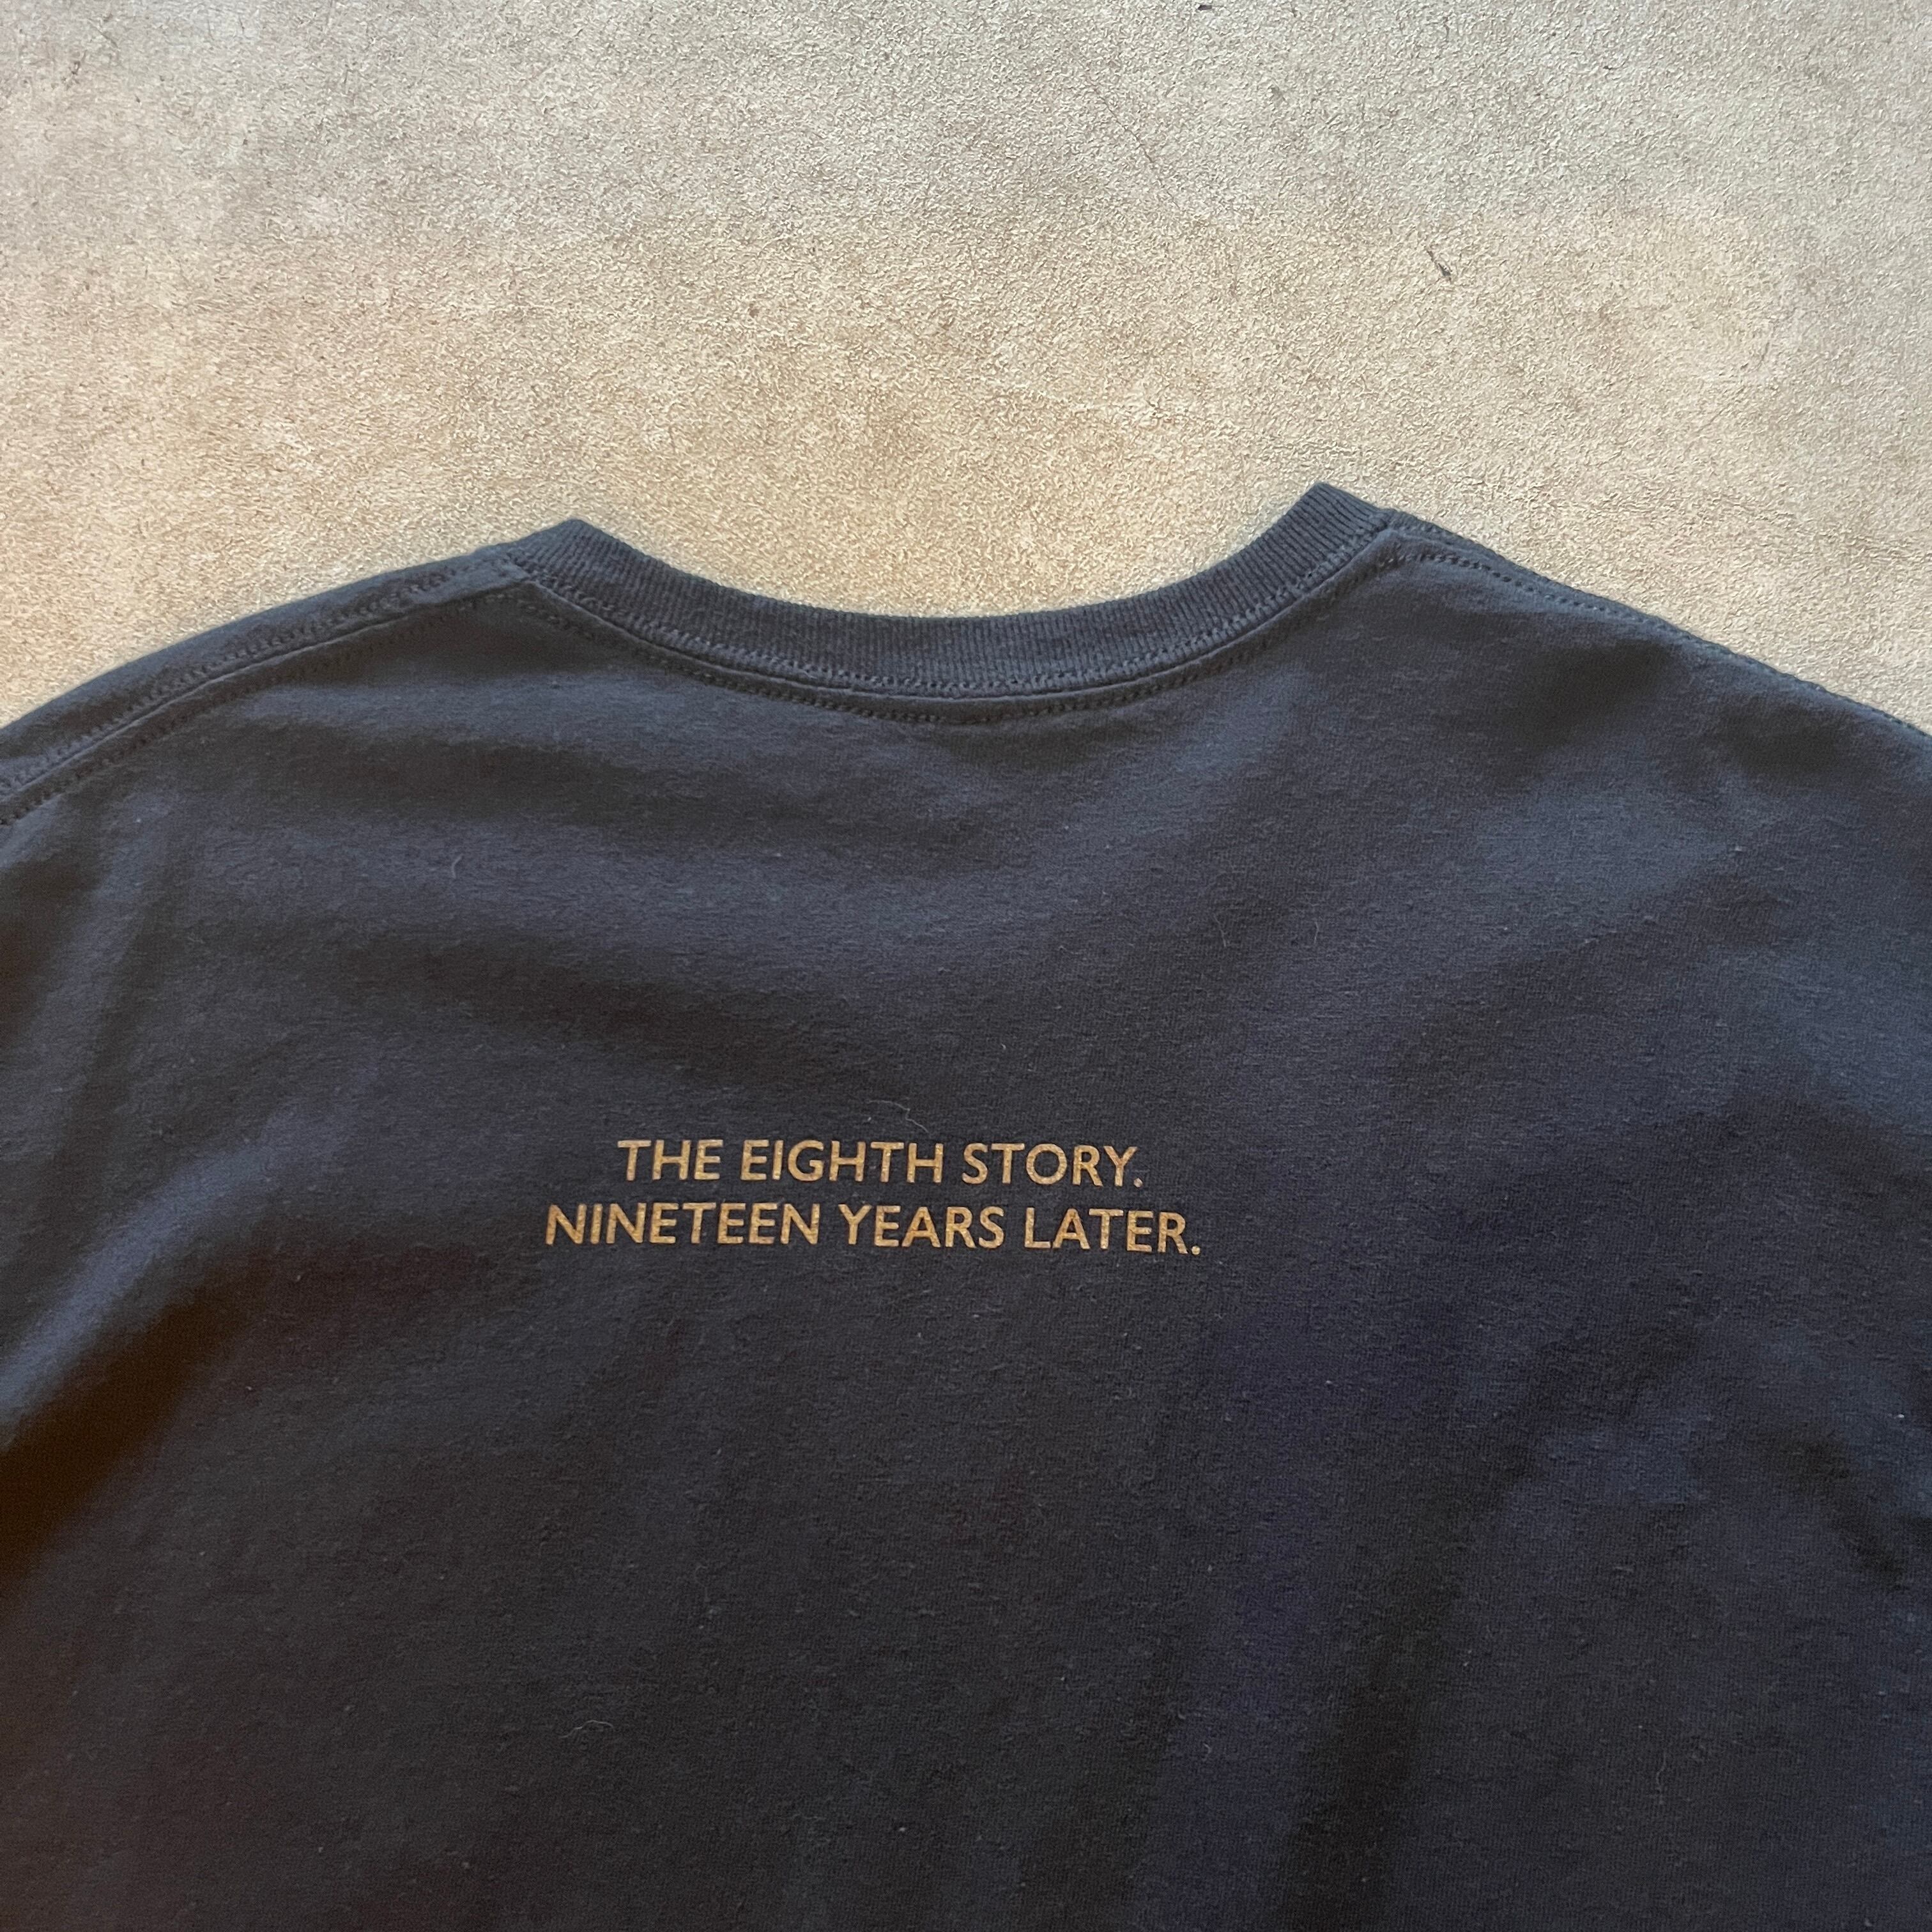 THE EIGHTH STORY.
NINETEEN YEARS LATER.